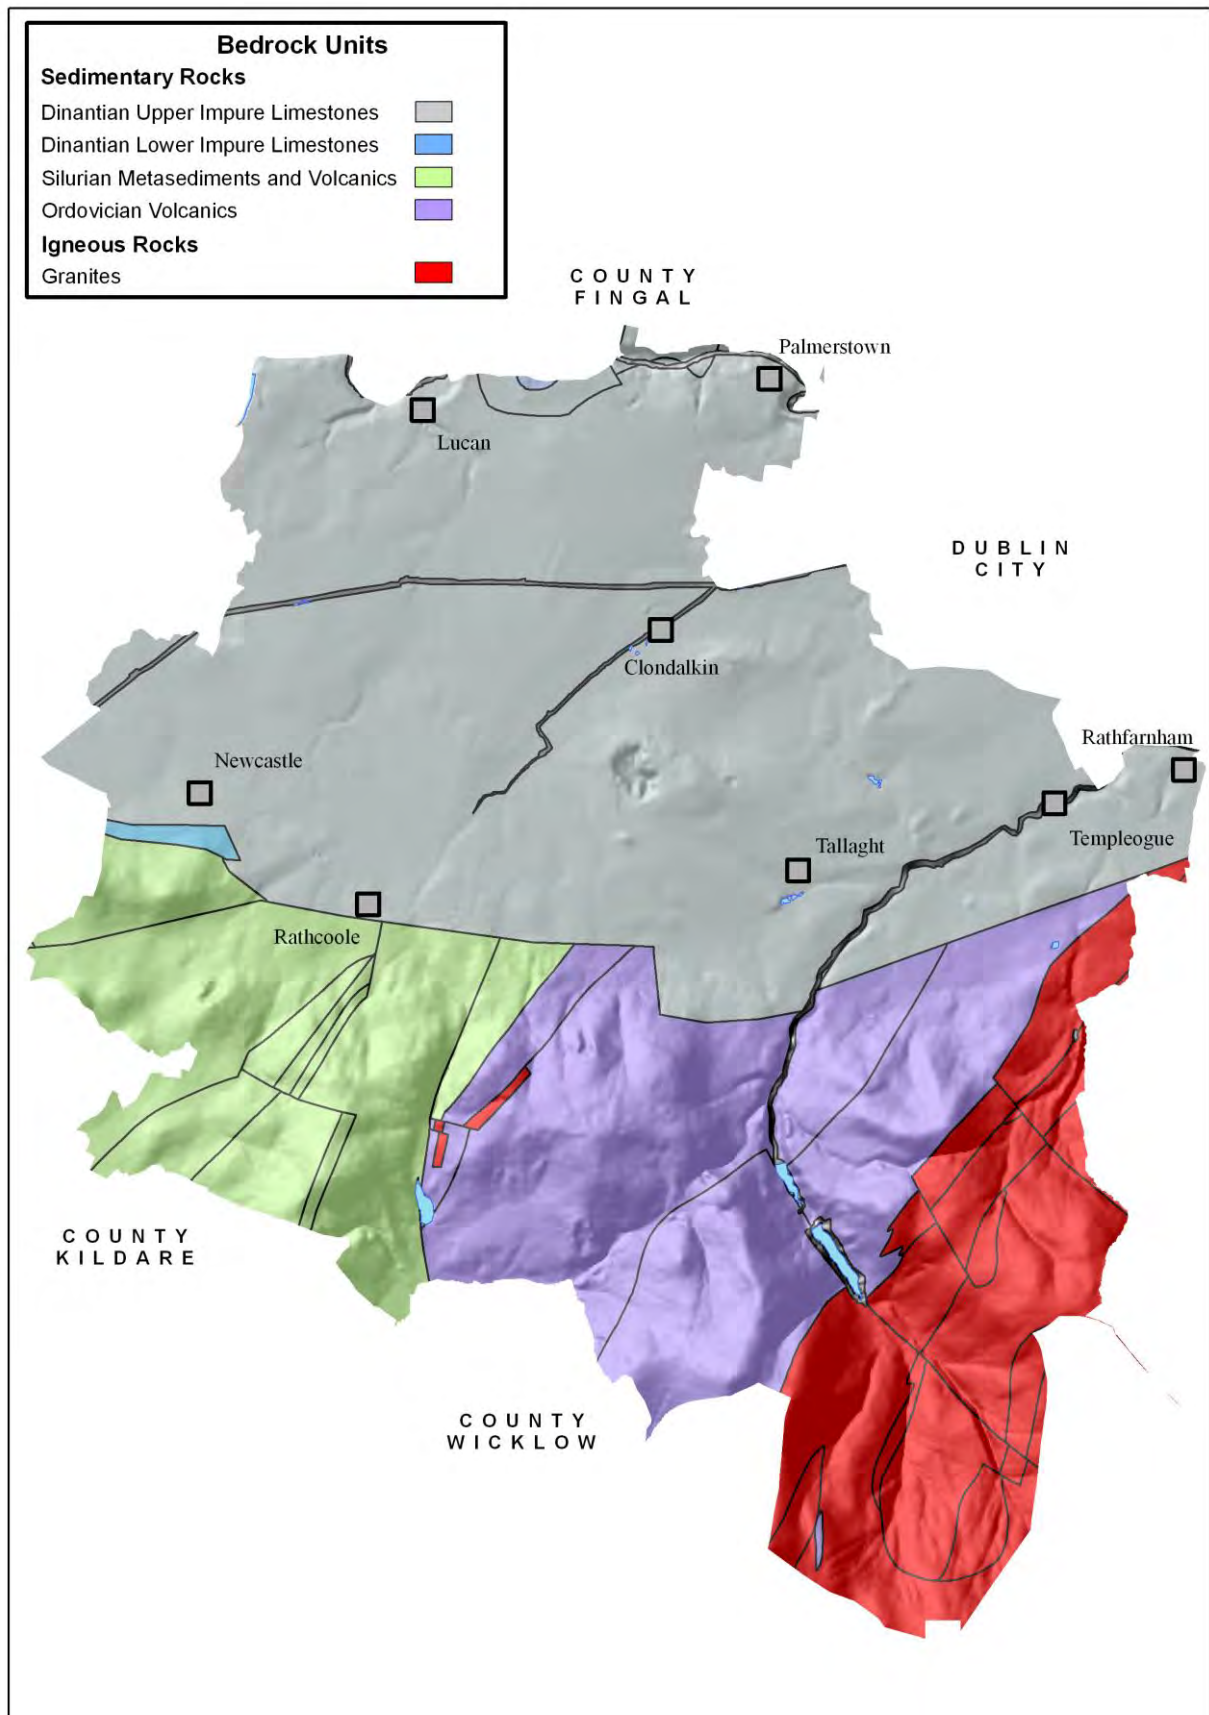 Bedrock Units
Sedimentary Rocks
Dinantian Upper Impure Limestones
Dinantian Lower Impure Limestones
Silurian Metasediments and Volcanics
Ordovician Volcanics
Igneous Rocks
Granites
COUNTY
FINGAL
Palmerstown
Lucan
DUBLIN
CITY
Clondalkin
Rathfarnham
Newcastle
Templeogue
Tallaght
Rathcoole
COUNTY
KILDARE
COUNTY
WICKLOW